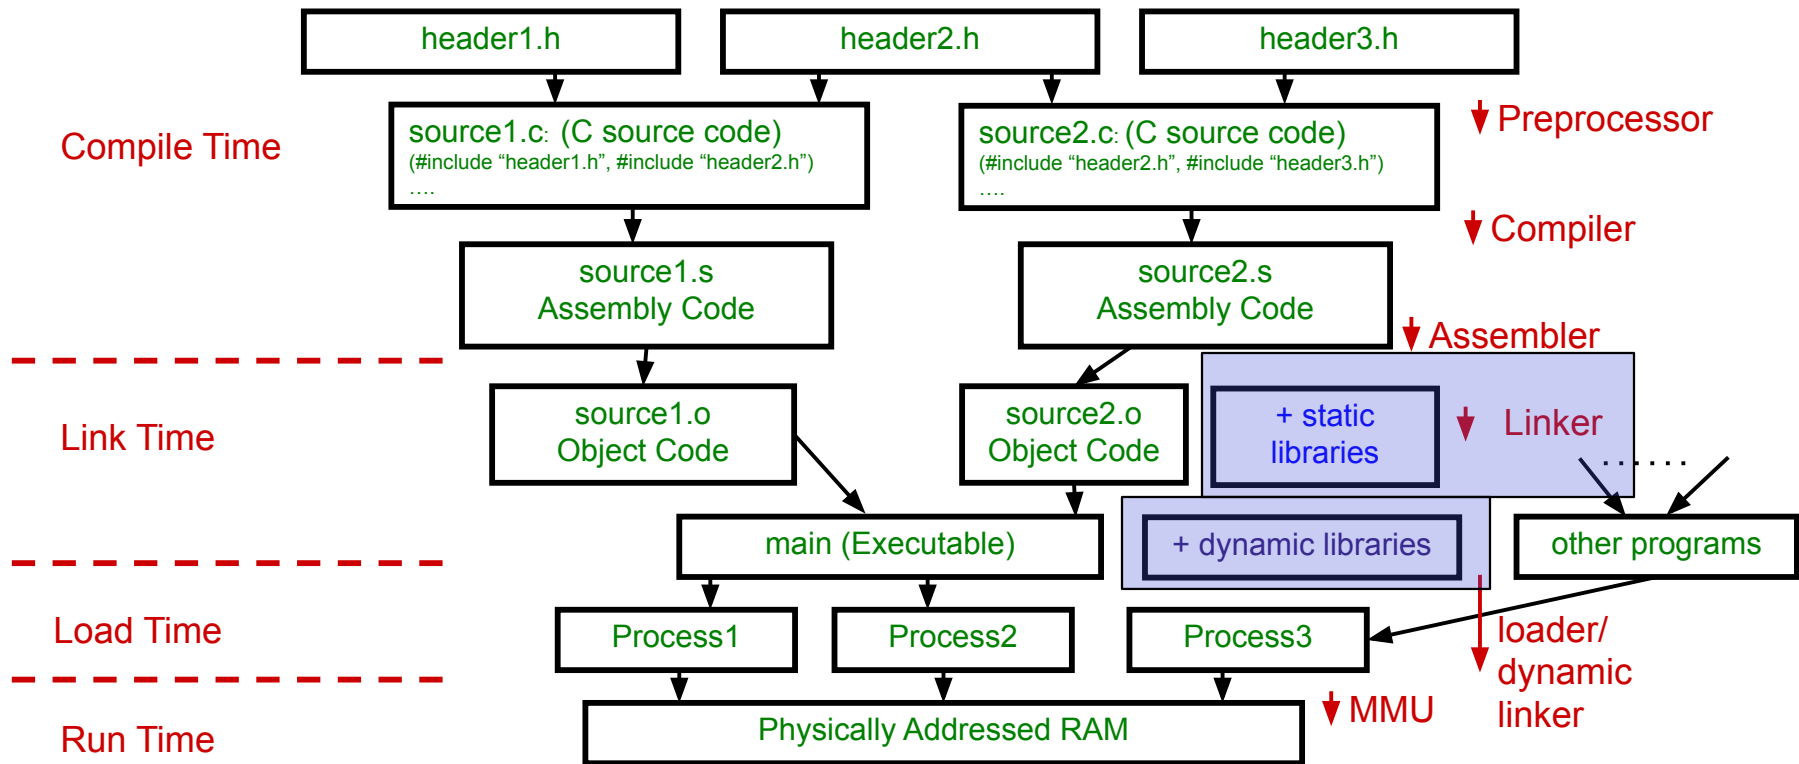 header1.h
header2.h
header3.h
Compile Time
source1.c: (C source code)
(#include “header1.h”, #include “header2.h”)
....
source2.c: (C source code)
(#include “header2.h”, #include “header3.h”)
....
Preprocessor
Compiler
source1.s
Assembly Code
source2.s
Assembly Code
Assembler
Link Time
source1.o
Object Code
source2.o
Object Code
+ static
libraries
Linker
......
main (Executable)
+ dynamic libraries
other programs
Load Time
Process1
Process2
Process3
loader/
dynamic
linker
Run Time
Physically Addressed RAM
MMU